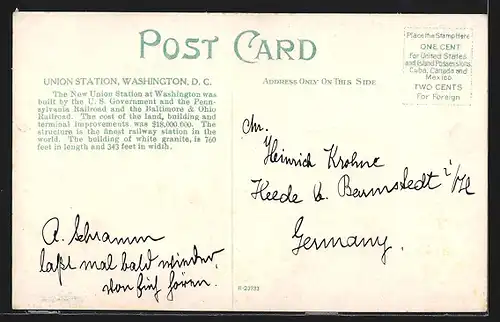 POST CARD
UNION STATION, WASHINGTON, D. C.
The New Union Station at Washington was
built by the U. S. Government and the Penn-
sylvania Railroad and the Baltimore & Ohio
Railroad. The cost of the land, building and
terminal improvements was $18,000,000. The
structure is the finest railway station in the
world. The building of white granite, is 760
feet in length and 343 feet in width.
ADDRESS ONLY ON THIS SIDE
Place the Stamp Here
ONE CENT
For United States
and Island Possessions,
Cuba, Canada and
Mexico.
TWO CENTS
For Foreign
Heinrich Krohne
Heede b. Barmstedt i/H
Germany.
A. Schramm
laßt mal bald wieder
von sich hören.